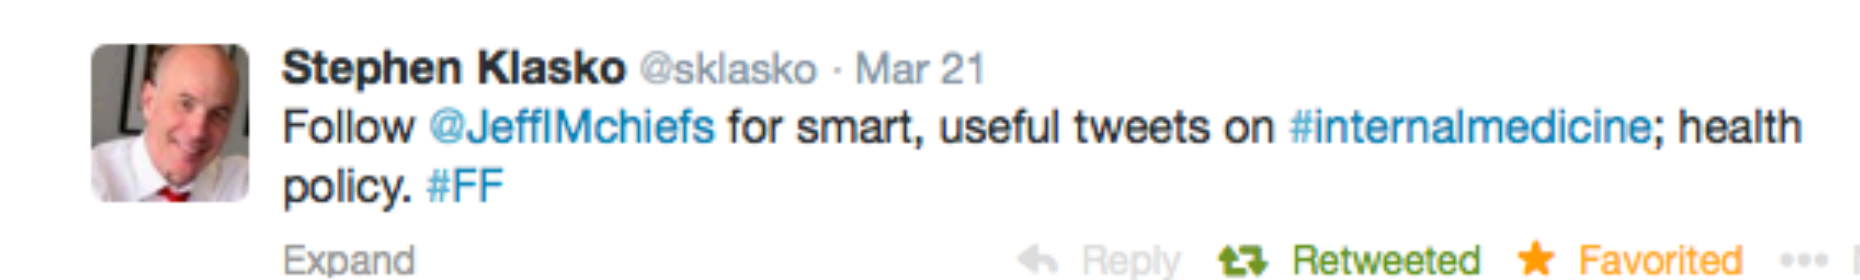 Stephen Klasko @sklasko · Mar 21
Follow @JeffIMchiefs for smart, useful tweets on #internalmedicine; health
policy. #FF
Expand Reply Retweeted Favorited •••